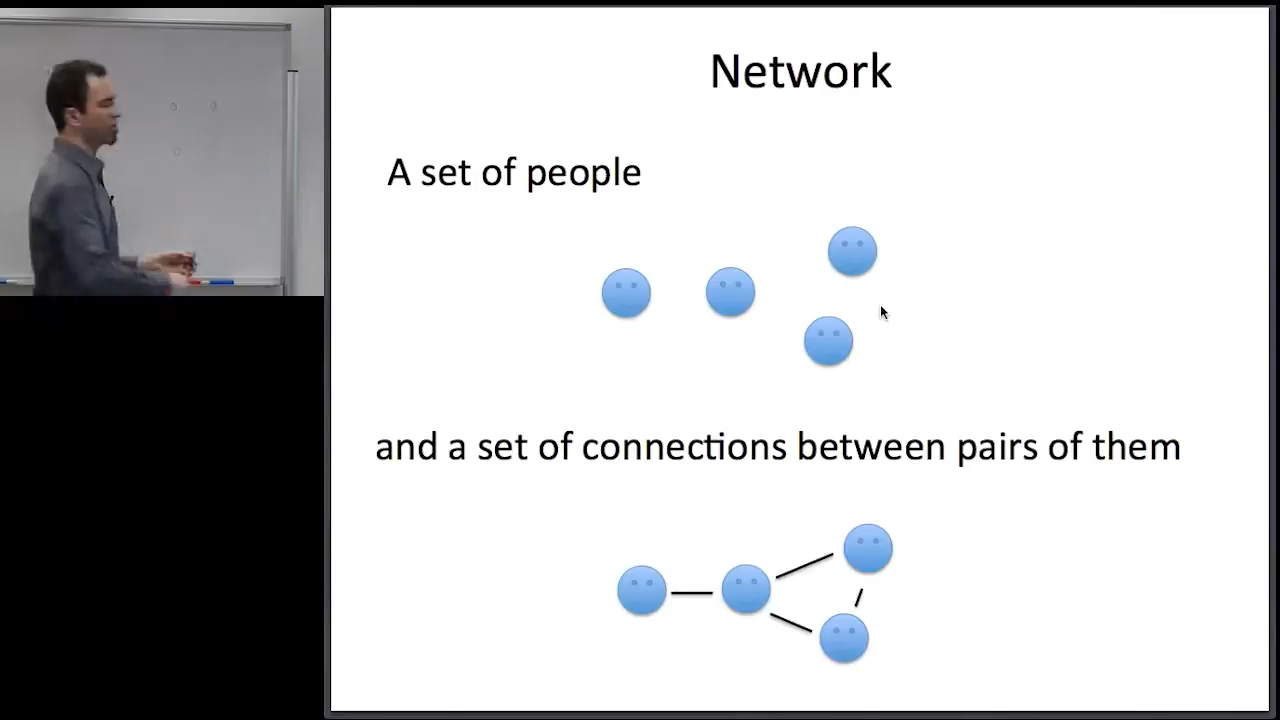 Network
A set of people
and a set of connections between pairs of them